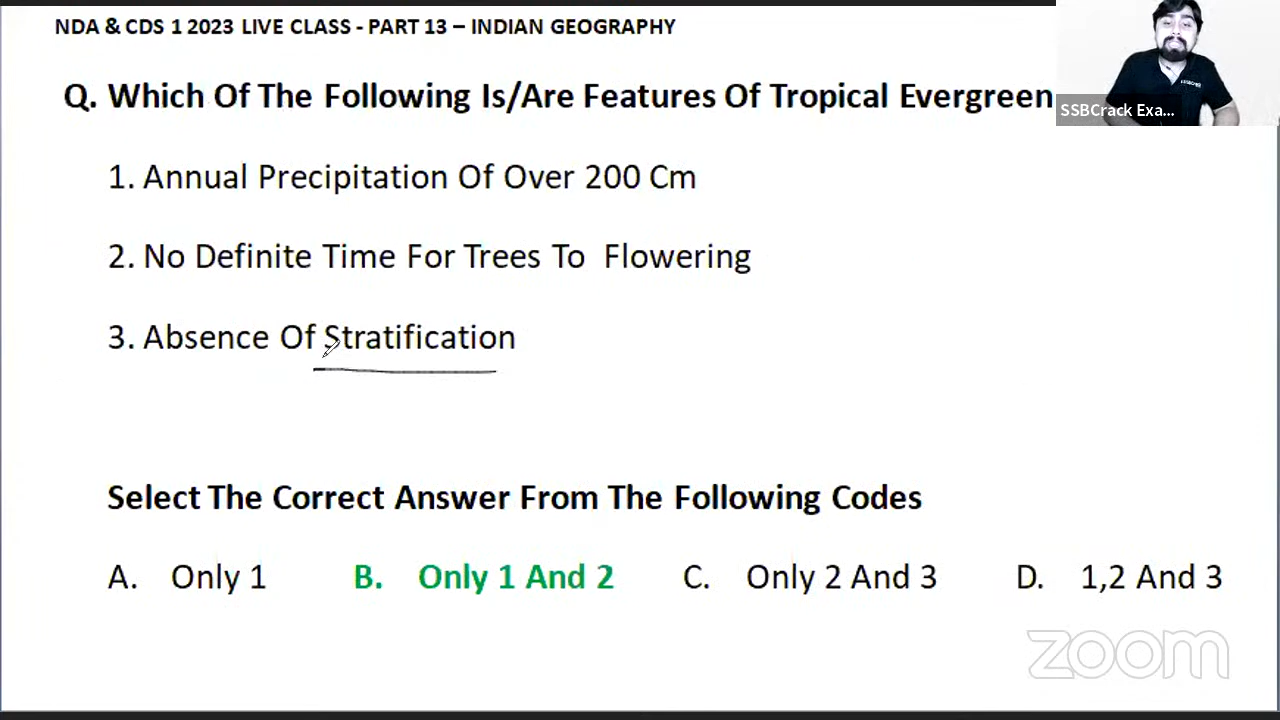 NDA & CDS 1 2023 LIVE CLASS - PART 13 – INDIAN GEOGRAPHY
Q. Which Of The Following Is/Are Features Of Tropical Evergreen
SSBCrack Exa...
1. Annual Precipitation Of Over 200 Cm
2. No Definite Time For Trees To Flowering
3. Absence Of Stratification
Select The Correct Answer From The Following Codes
A. Only 1 B. Only 1 And 2 C. Only 2 And 3 D. 1,2 And 3
zoom